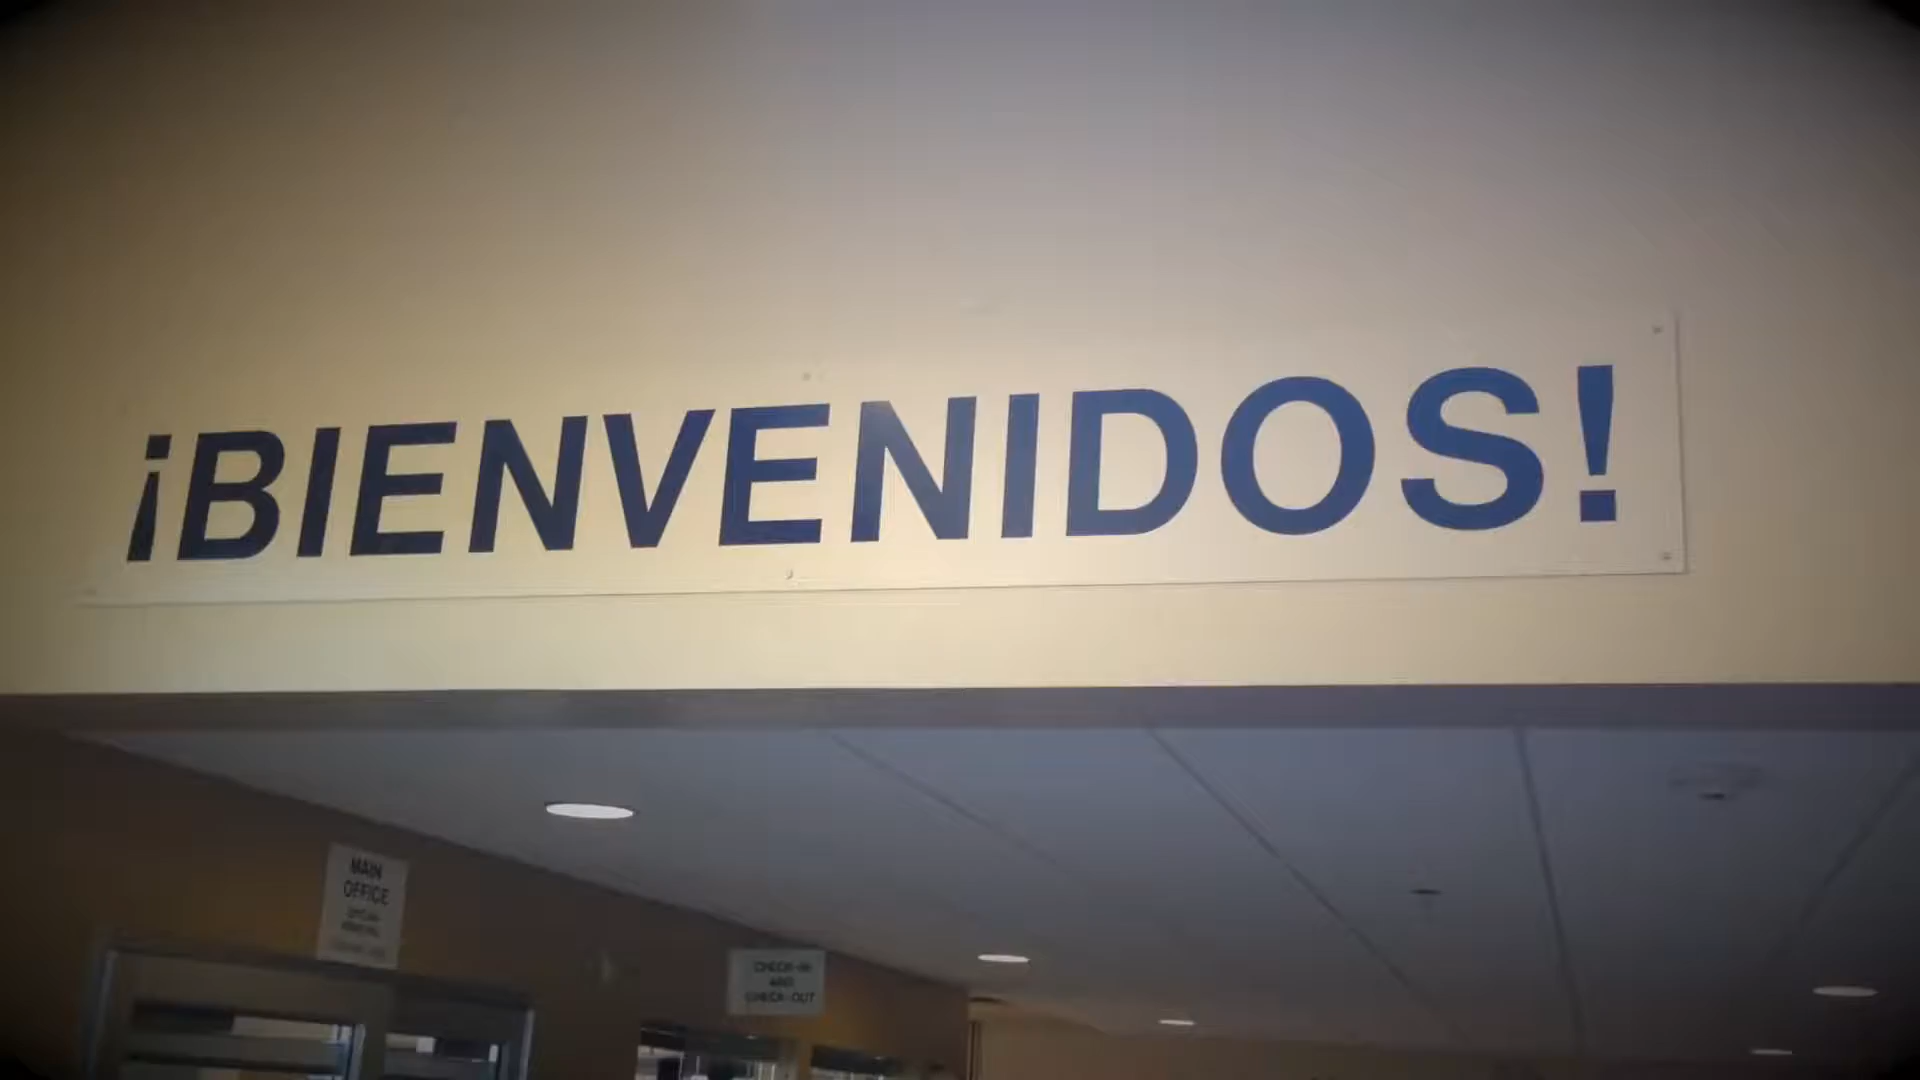 ¡BIENVENIDOS!
MAIN
OFFICE
CHECK-IN
AND
CHECK-OUT